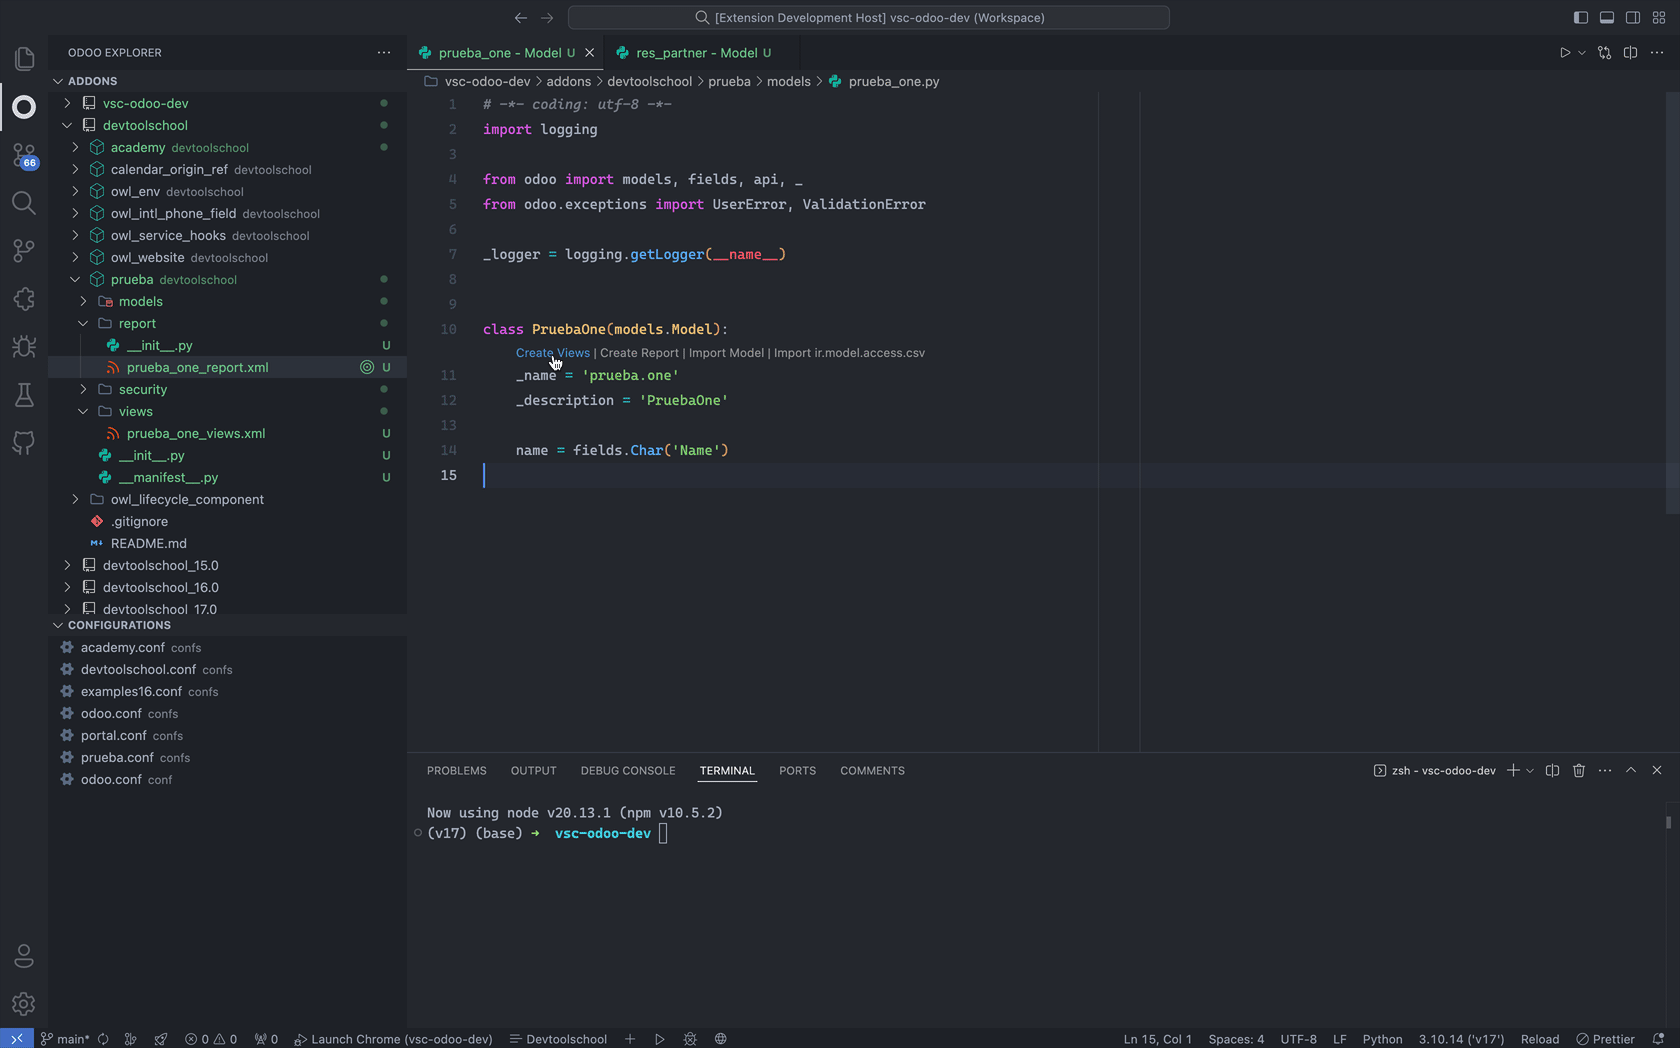 [Extension Development Host] vsc-odoo-dev (Workspace)
ODOO EXPLORER
ADDONS
vsc-odoo-dev
devtoolschool
academy devtoolschool
calendar_origin_ref devtoolschool
owl_env devtoolschool
owl_intl_phone_field devtoolschool
owl_service_hooks devtoolschool
owl_website devtoolschool
prueba devtoolschool
models
report
__init__.py U
prueba_one_report.xml U
security
views
prueba_one_views.xml U
__init__.py U
__manifest__.py U
owl_lifecycle_component
.gitignore
README.md
devtoolschool_15.0
devtoolschool_16.0
devtoolschool_17.0
CONFIGURATIONS
academy.conf confs
devtoolschool.conf confs
examples16.conf confs
odoo.conf confs
portal.conf confs
prueba.conf confs
odoo.conf conf
66
prueba_one - Model U
res_partner - Model U
vsc-odoo-dev > addons > devtoolschool > prueba > models > prueba_one.py
1 # -*- coding: utf-8 -*-
2 import logging
3
4 from odoo import models, fields, api, _
5 from odoo.exceptions import UserError, ValidationError
6
7 _logger = logging.getLogger(__name__)
8
9
10 class PruebaOne(models.Model):
Create Views | Create Report | Import Model | Import ir.model.access.csv
11 _name = 'prueba.one'
12 _description = 'PruebaOne'
13
14 name = fields.Char('Name')
15
PROBLEMS OUTPUT DEBUG CONSOLE TERMINAL PORTS COMMENTS
zsh - vsc-odoo-dev
Now using node v20.13.1 (npm v10.5.2)
(v17) (base) → vsc-odoo-dev
main* 0 0 0 Launch Chrome (vsc-odoo-dev) Devtoolschool
Ln 15, Col 1 Spaces: 4 UTF-8 LF Python 3.10.14 ('v17') Reload Prettier